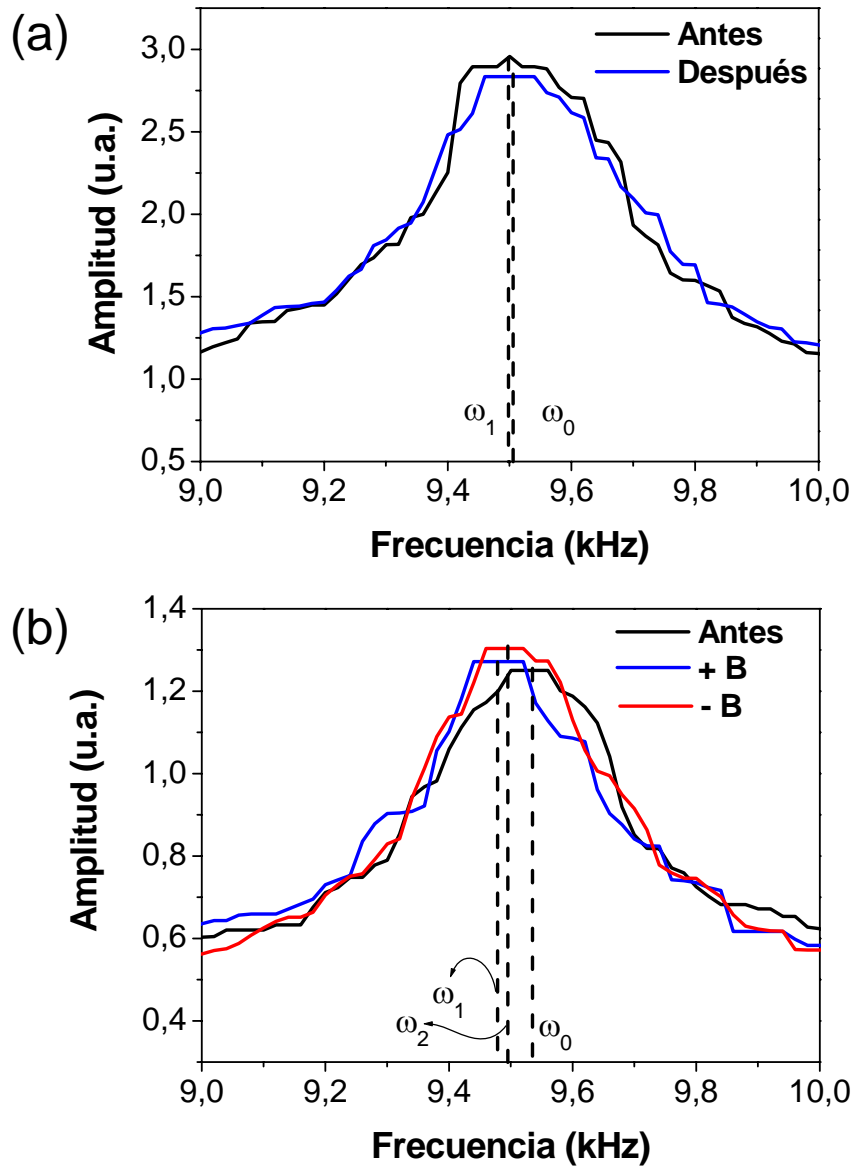 (a)
Amplitud (u.a.)
3,0
2,5
2,0
1,5
1,0
0,5
Antes
Después
ω1 ω0
9,0 9,2 9,4 9,6 9,8 10,0
Frecuencia (kHz)
(b)
Amplitud (u.a.)
1,4
1,2
1,0
0,8
0,6
0,4
Antes
+ B
- B
ω1
ω2 ω0
9,0 9,2 9,4 9,6 9,8 10,0
Frecuencia (kHz)